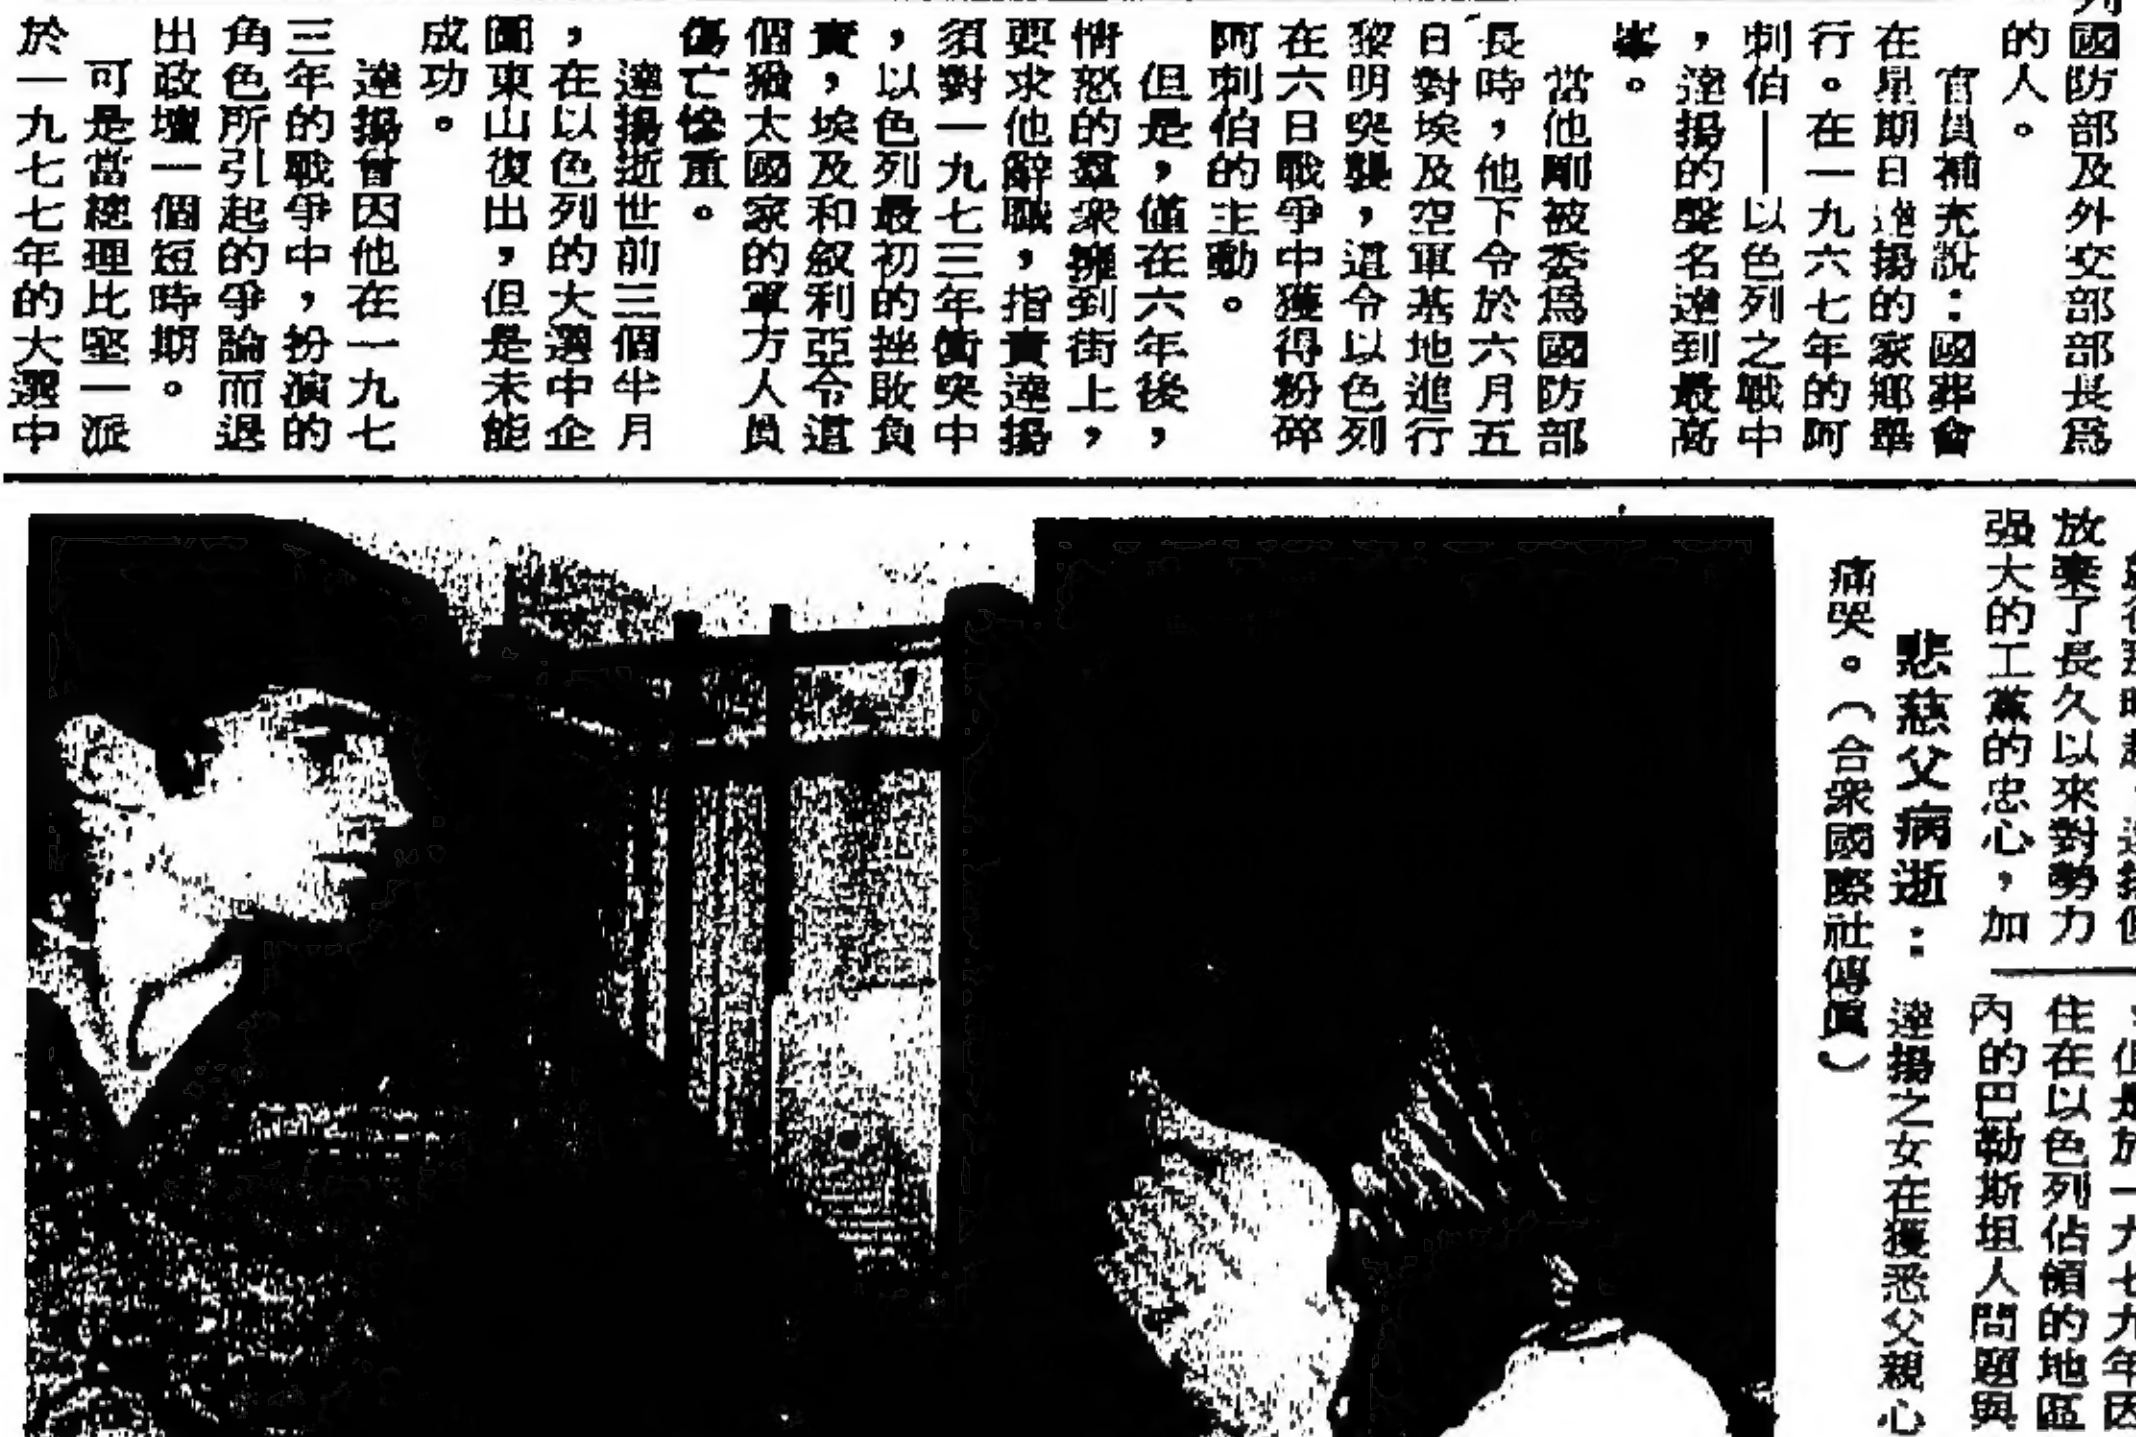 列國防部及外交部部長爲
的人。
官員補充說：國葬會
在星期日達揚的家鄉舉
行。在一九六七年的阿
刺伯——以色列之戰中
，達揚的聲名達到最高
峯。
當他剛被委爲國防部
長時，他下令於六月五
日對埃及空軍基地進行
黎明突襲，這令以色列
在六日戰爭中獲得粉碎
阿刺伯的主動。
但是，僅在六年後，
憤怒的羣衆擁到街上，
要求他辭職，指責達揚
須對一九七三年衝突中
，以色列最初的挫敗負
責，埃及和叙利亞令這
個猶太國家的軍方人員
傷亡慘重。
達揚逝世前三個半月
，在以色列的大選中企
圖東山復出，但是未能
成功。
達揚曾因他在一九七
三年的戰爭中，扮演的
角色所引起的爭論而退
出政壇一個短時期。
可是當總理比堅一派
於一九七七年的大選中
放棄了長久以來對勢力
强大的工黨的忠心，加
但是於一九七九年因
住在以色列佔領的地區
內的巴勒斯坦人問題與
悲慈父病逝：達揚之女在獲悉父親心
痛哭。（合衆國際社傳眞）